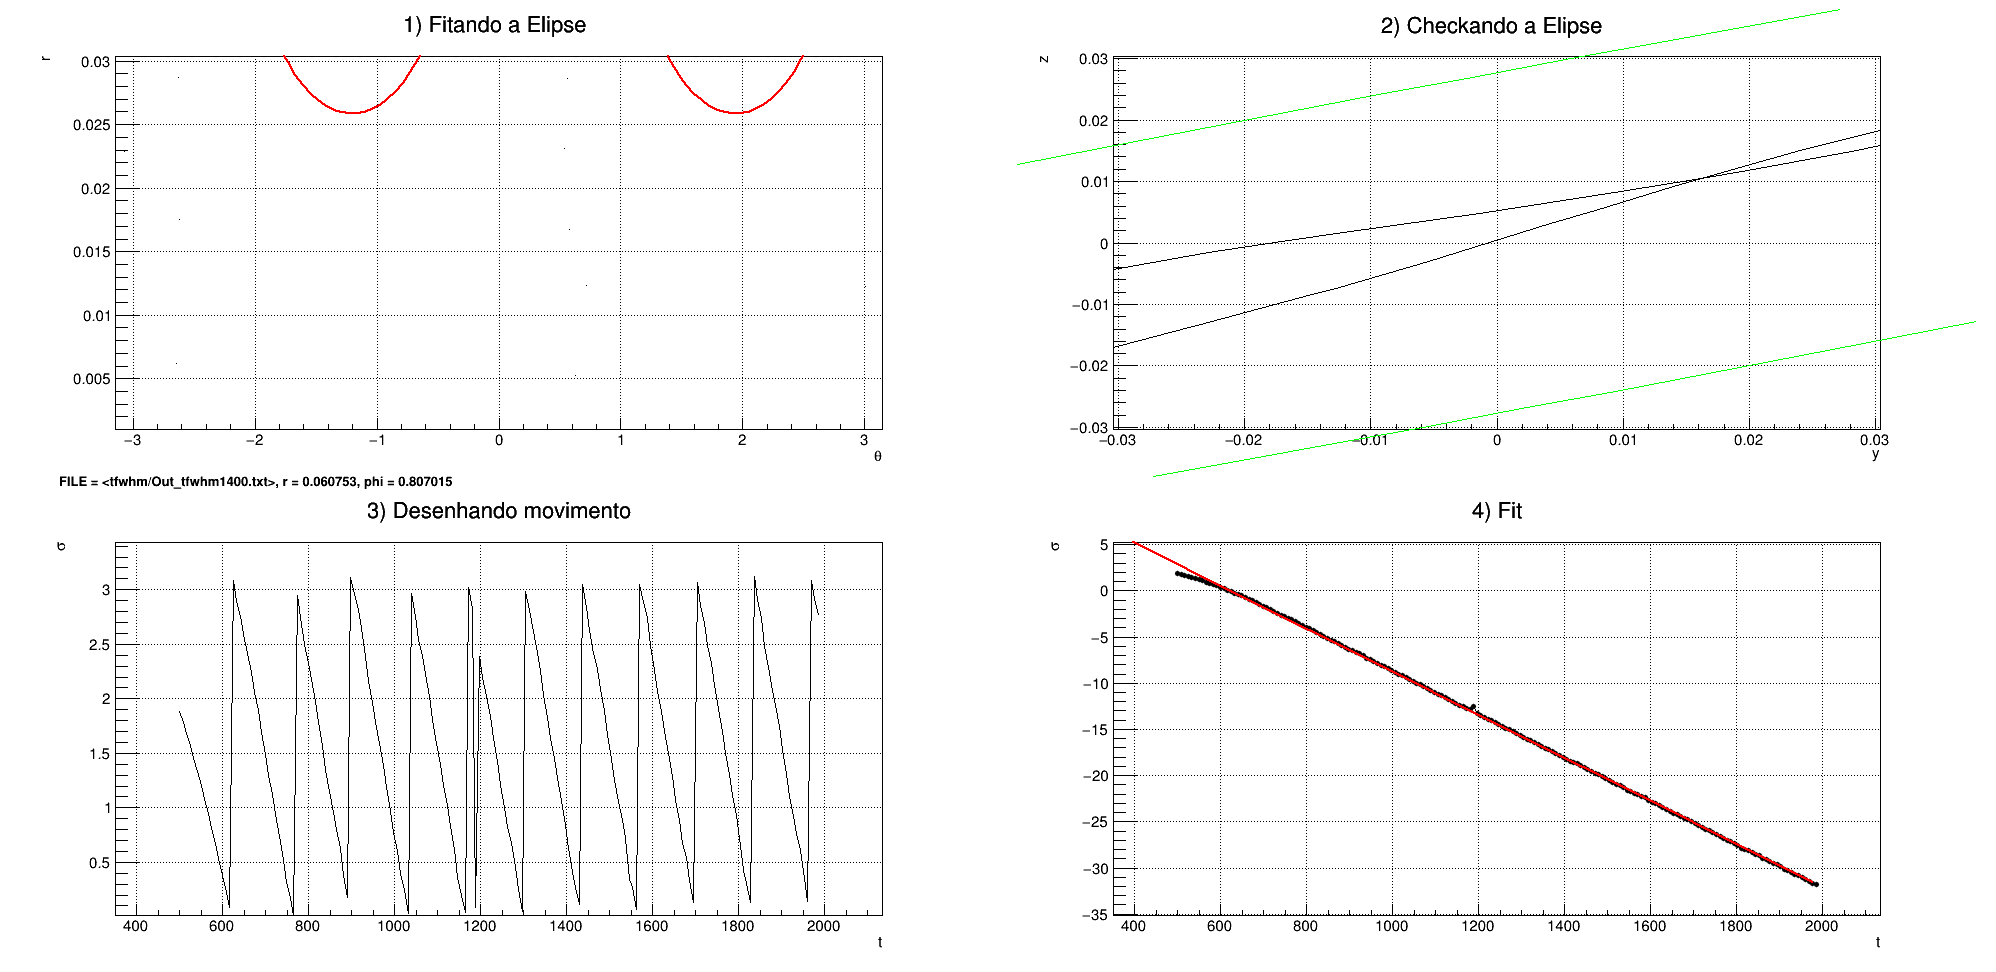 1) Fitando a Elipse
r
0.03
0.025
0.02
0.015
0.01
0.005
−3 −2 −1 0 1 2 3
θ
2) Checkando a Elipse
z
0.03
0.02
0.01
0
−0.01
−0.02
−0.03
−0.03 −0.02 −0.01 0 0.01 0.02 0.03
y
FILE = <tfwhm/Out_tfwhm1400.txt>, r = 0.060753, phi = 0.807015
3) Desenhando movimento
σ
3
2.5
2
1.5
1
0.5
400 600 800 1000 1200 1400 1600 1800 2000
t
4) Fit
σ
5
0
−5
−10
−15
−20
−25
−30
−35
400 600 800 1000 1200 1400 1600 1800 2000
t